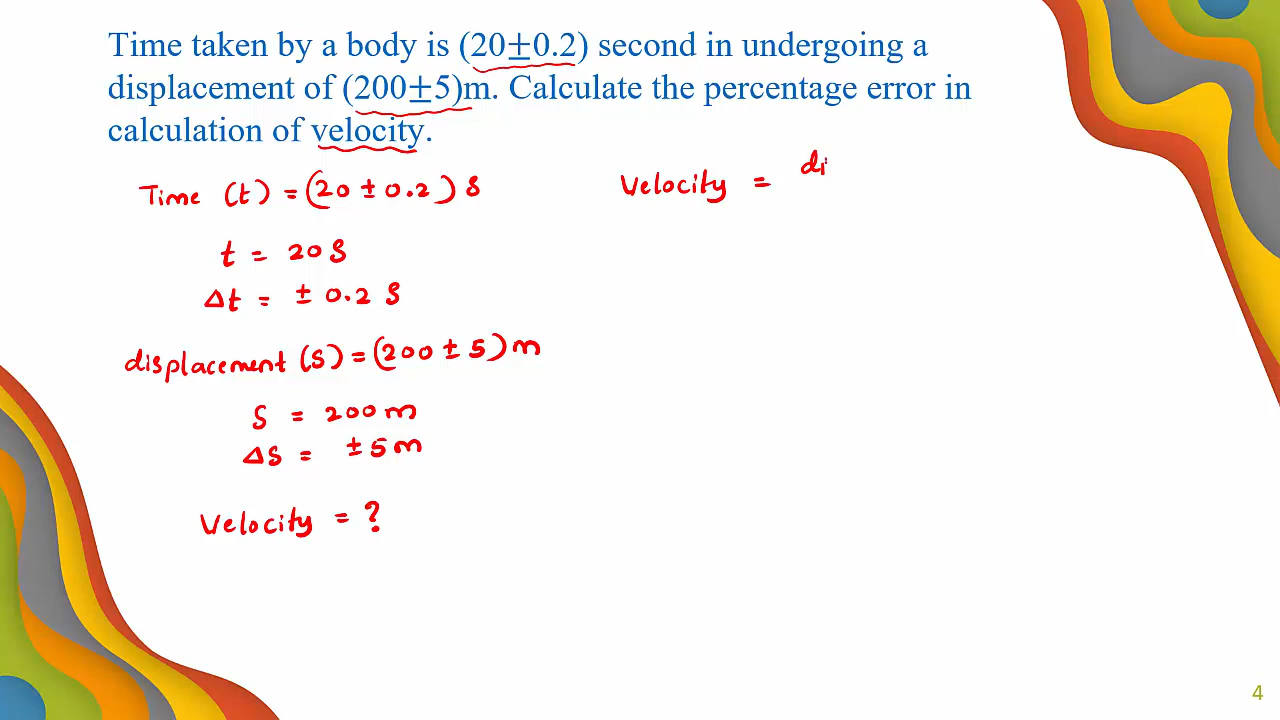 Time taken by a body is (20±0.2) second in undergoing a
displacement of (200±5)m. Calculate the percentage error in
calculation of velocity.
Time (t) = (20 ± 0.2) s
t = 20 s
Δt = ± 0.2 s
displacement (s) = (200 ± 5) m
s = 200 m
Δs = ±5 m
Velocity = ?
Velocity = di
4